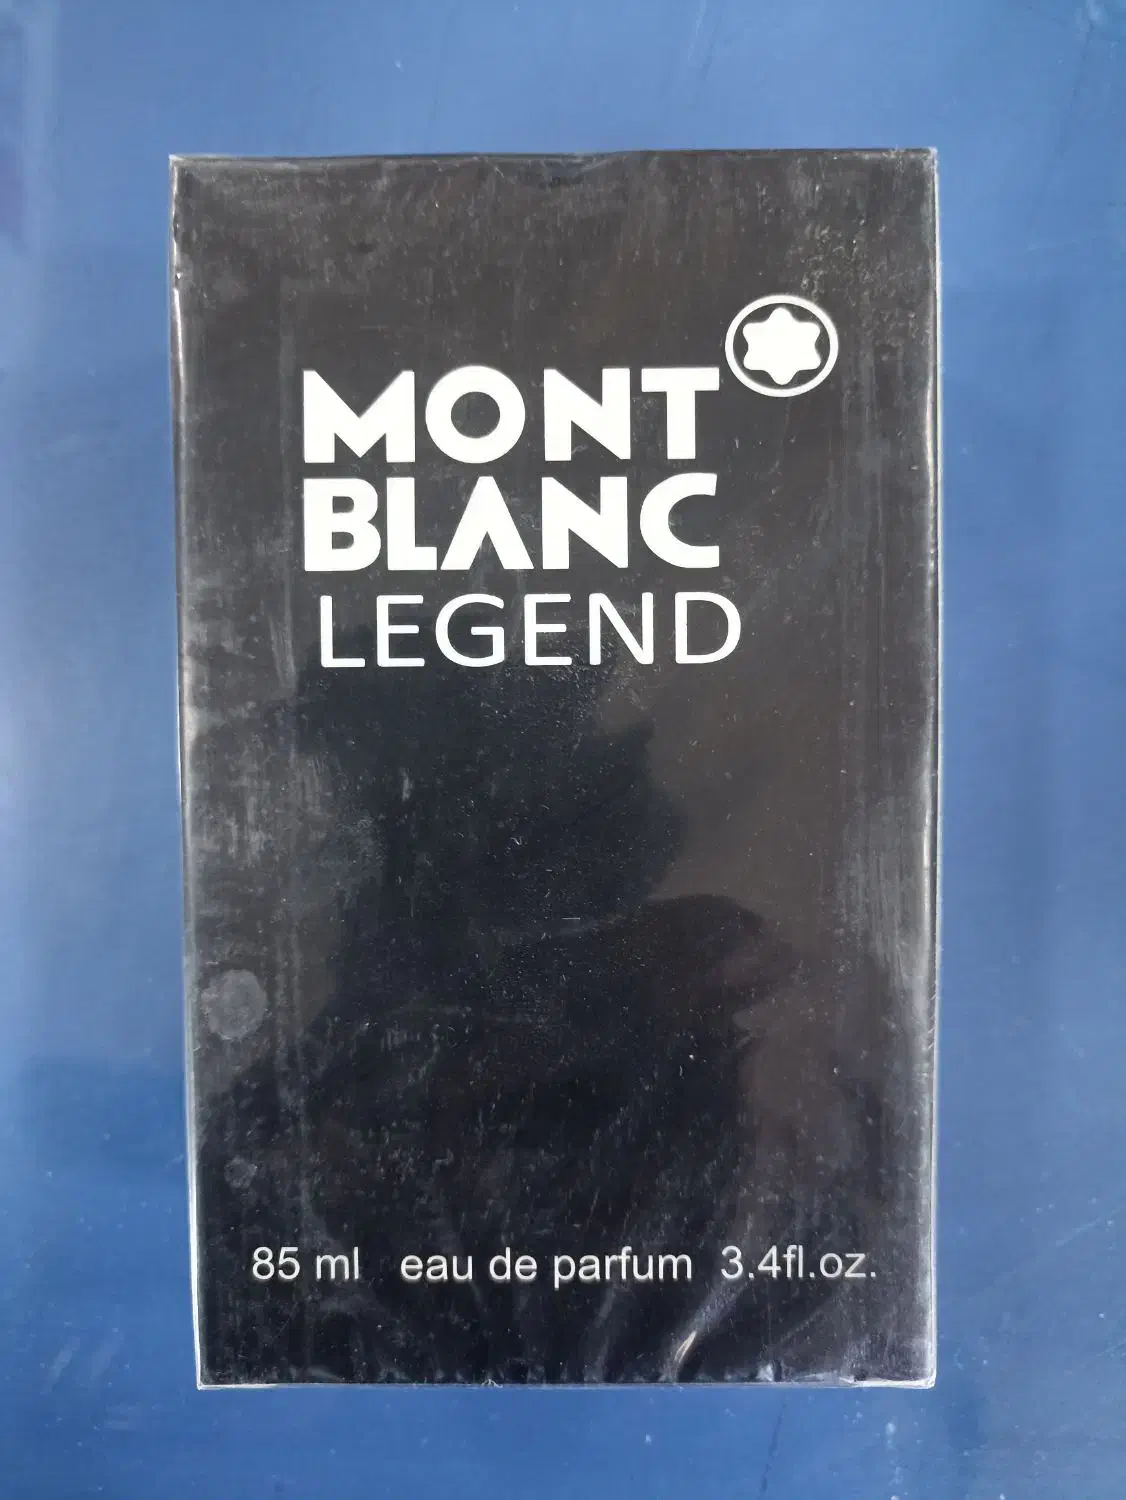 MONT
BLANC
LEGEND
85 ml eau de parfum 3.4fl.oz.